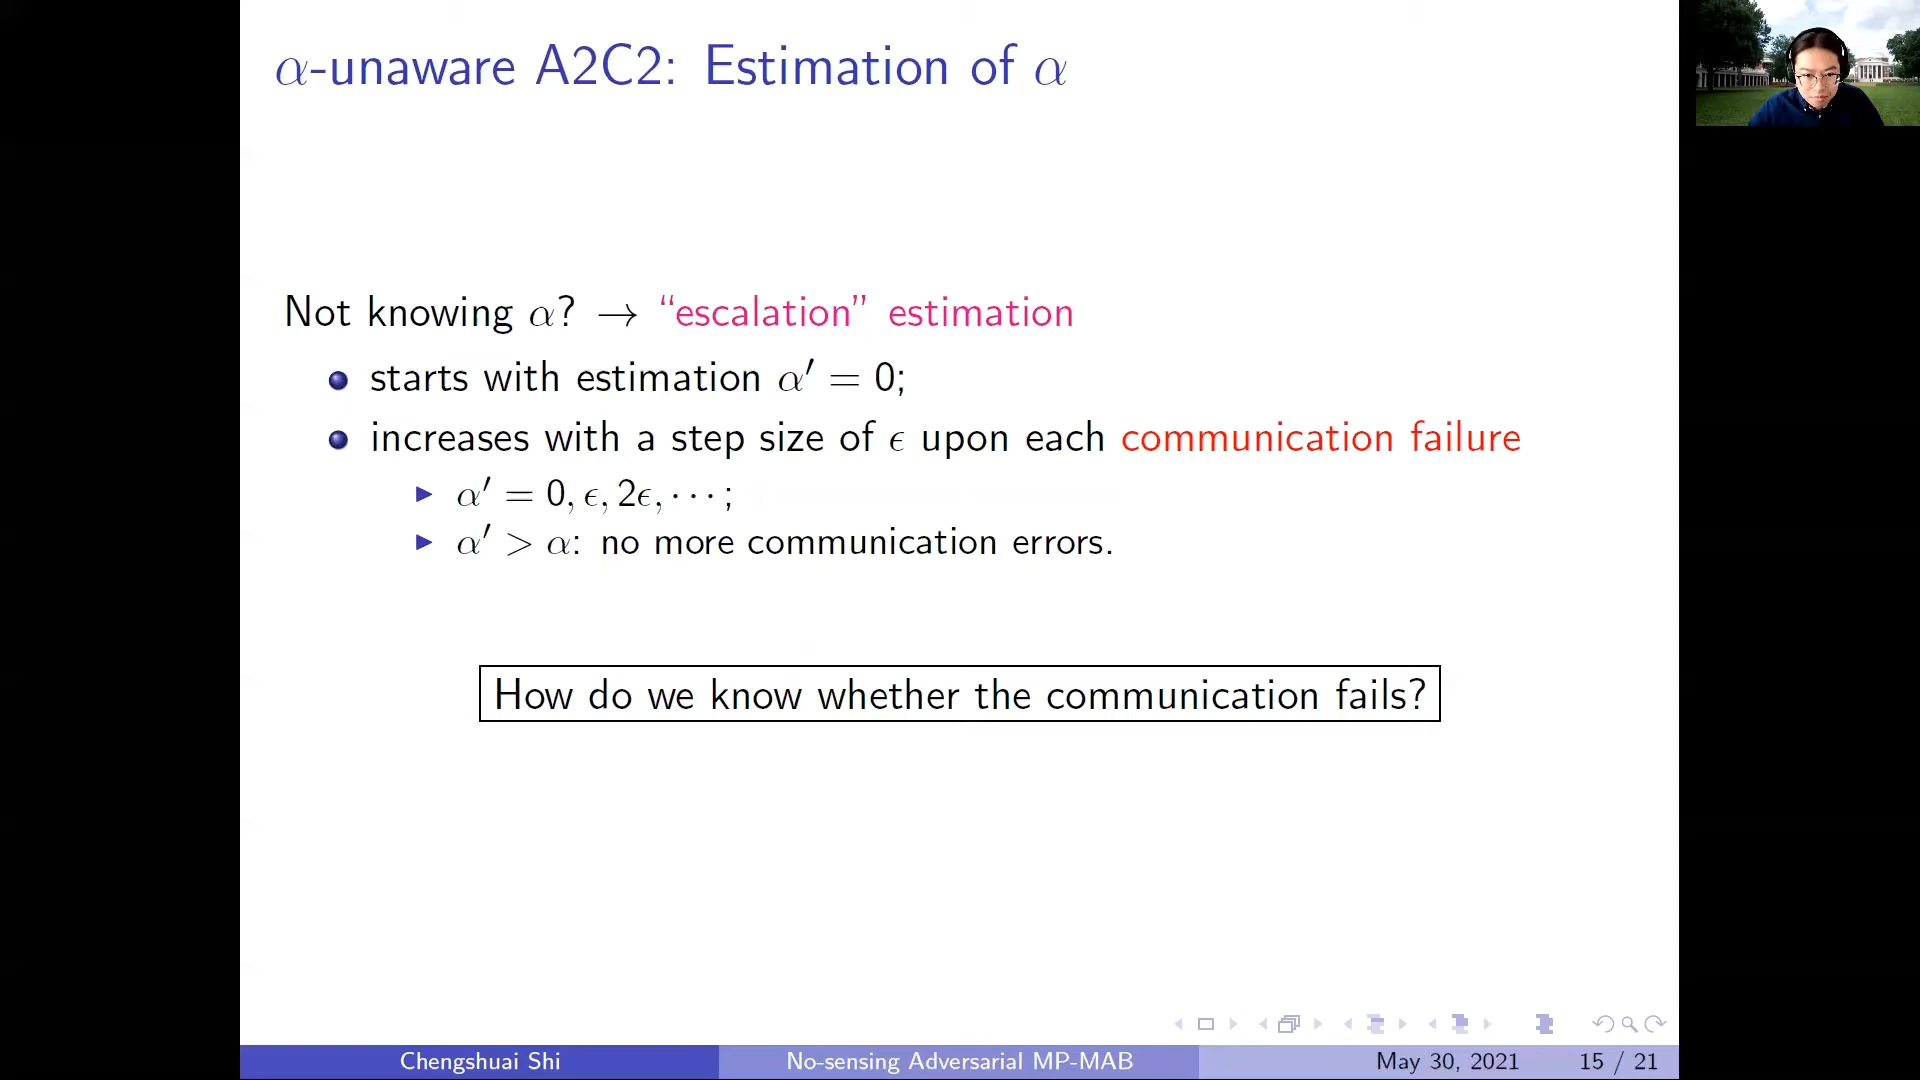 α-unaware A2C2: Estimation of α
Not knowing α? → “escalation” estimation
starts with estimation α′ = 0;
increases with a step size of ϵ upon each communication failure
α′ = 0, ϵ, 2ϵ, · · · ;
α′ > α: no more communication errors.
How do we know whether the communication fails?
Chengshuai Shi No-sensing Adversarial MP-MAB May 30, 2021 15 / 21